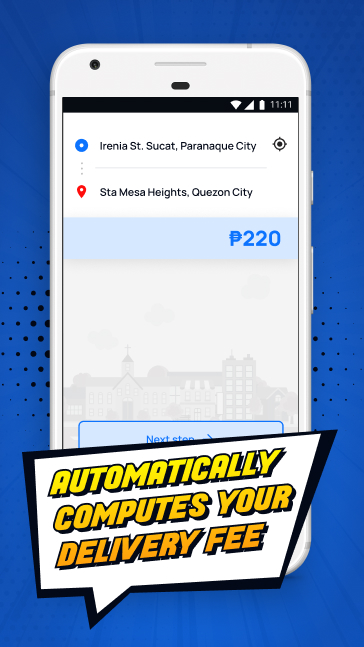 11:11
Irenia St. Sucat, Paranaque City
Sta Mesa Heights, Quezon City
₱220
Next step
AUTOMATICALLY
COMPUTES YOUR
DELIVERY FEE